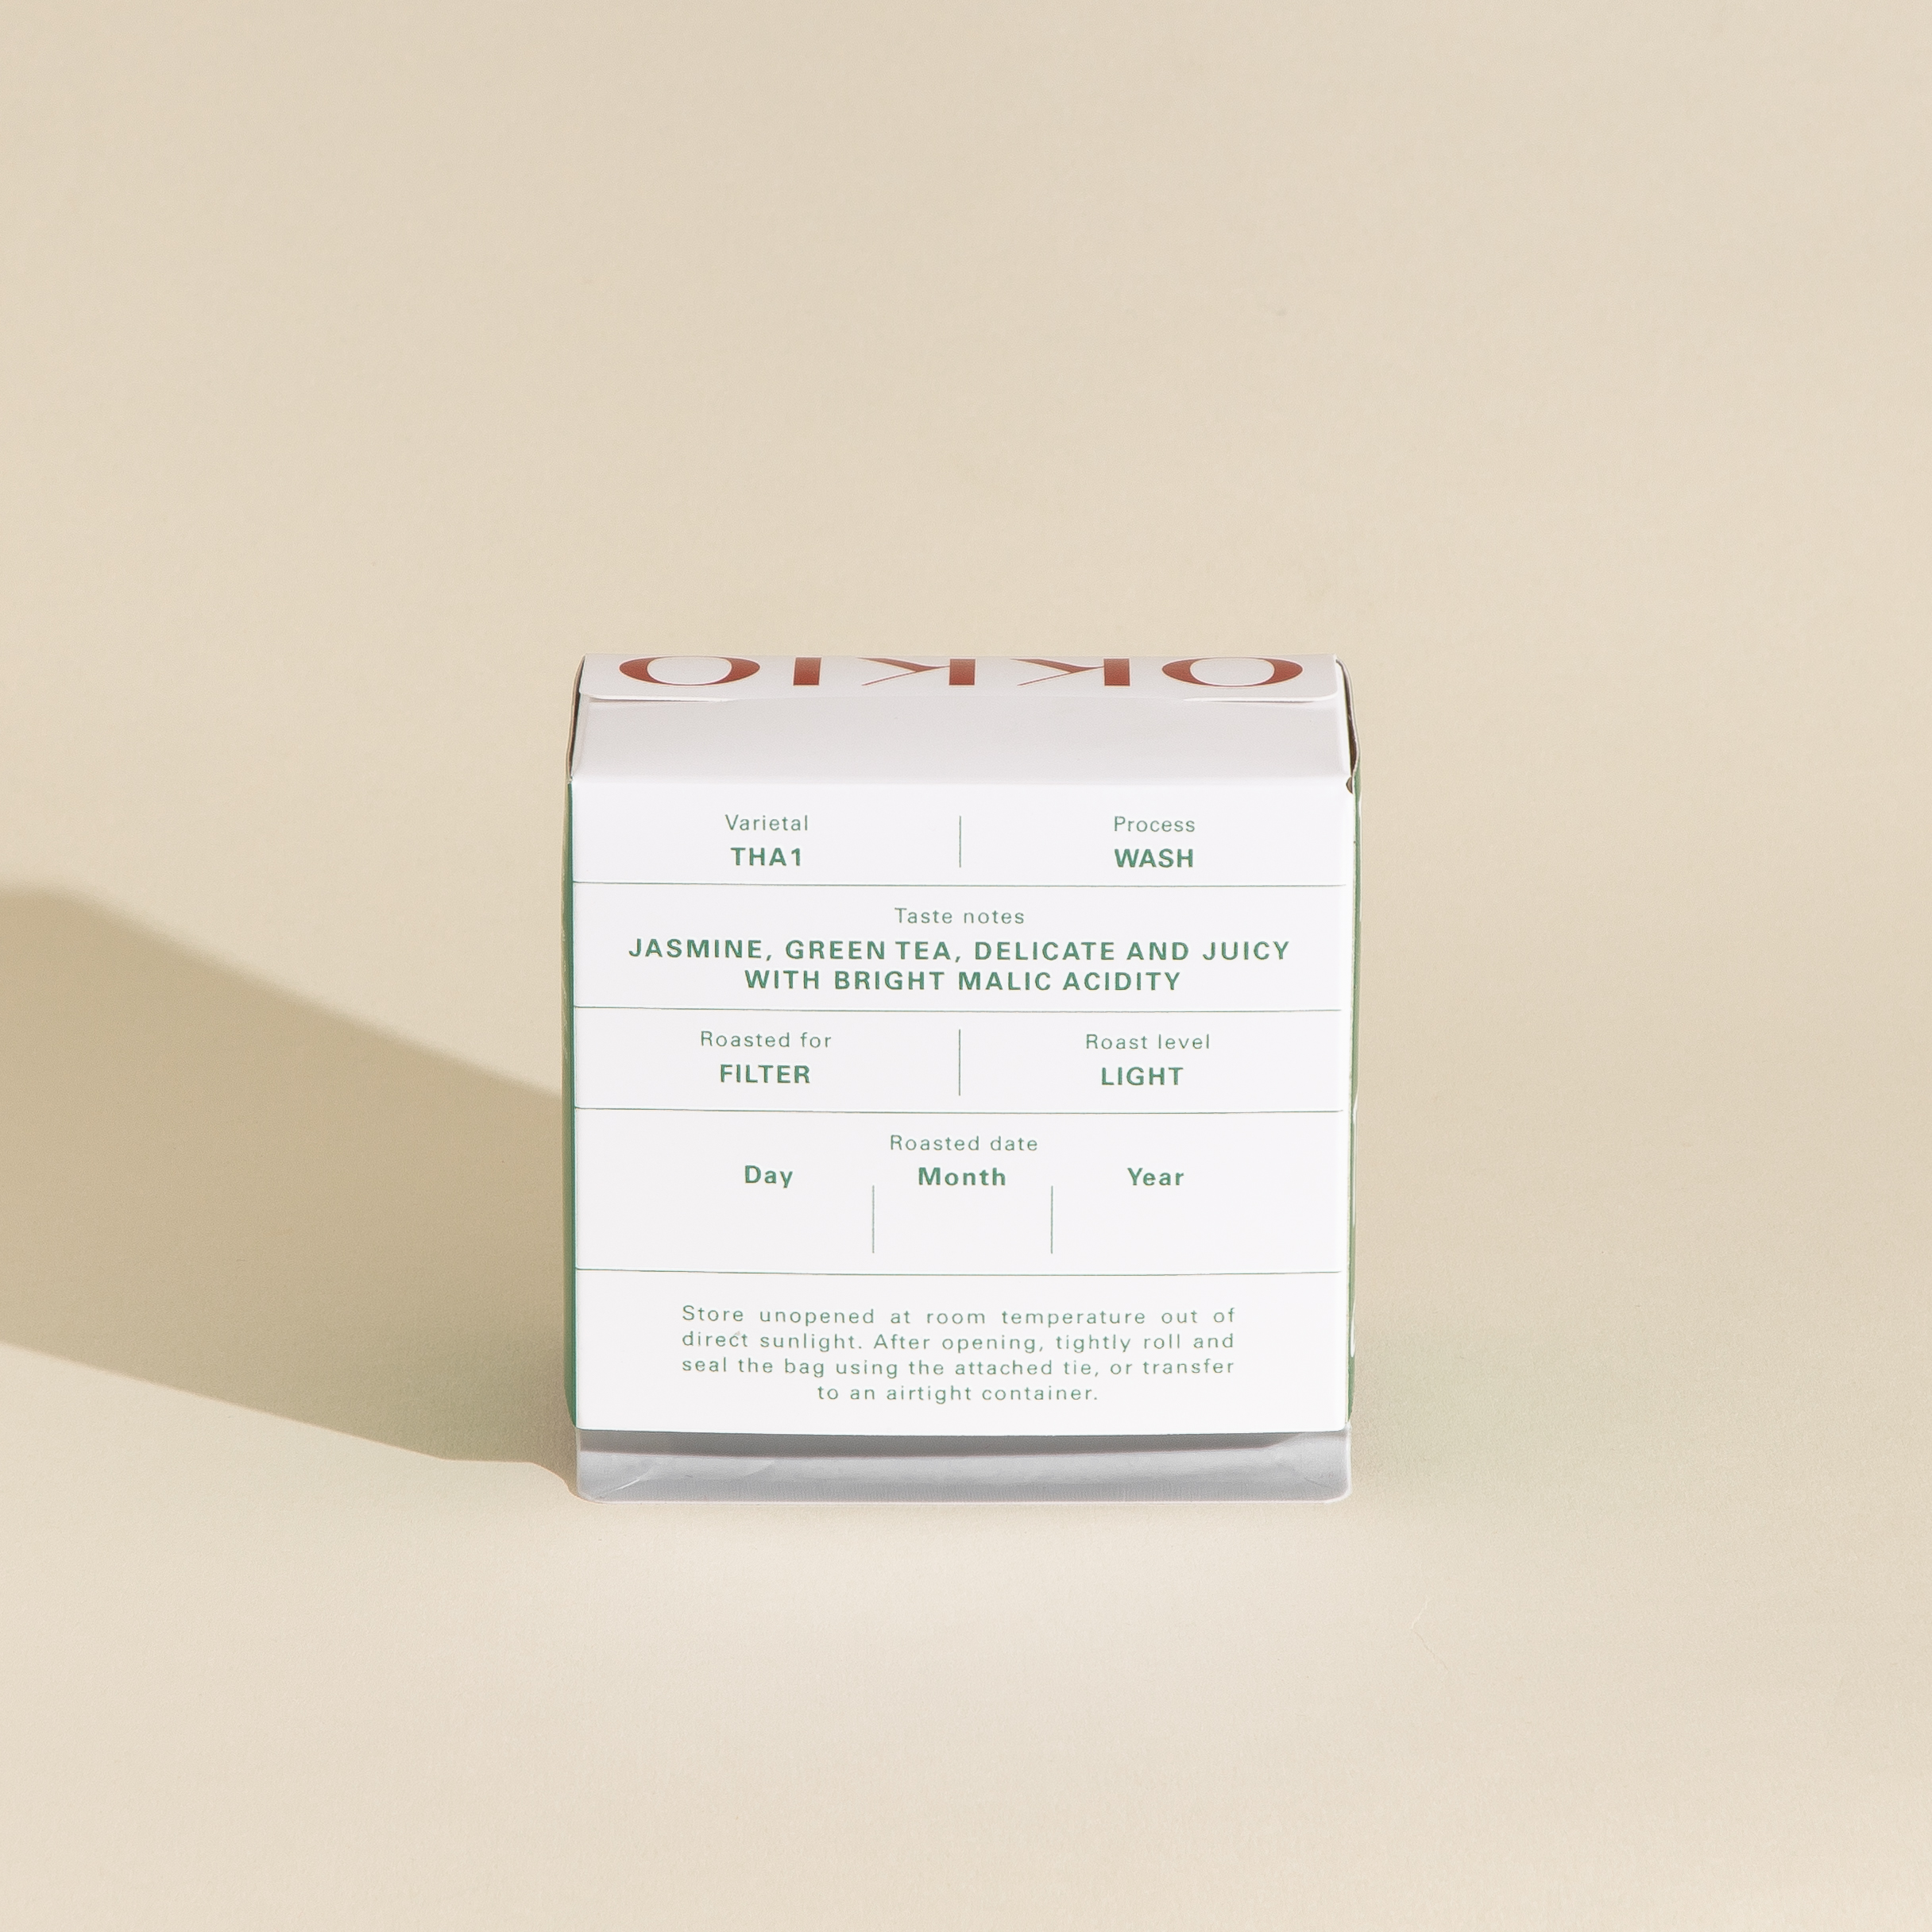 OKKIO
Varietal
THA1
Process
WASH
Taste notes
JASMINE, GREEN TEA, DELICATE AND JUICY
WITH BRIGHT MALIC ACIDITY
Roasted for
FILTER
Roast level
LIGHT
Roasted date
Day Month Year
Store unopened at room temperature out of
direct sunlight. After opening, tightly roll and
seal the bag using the attached tie, or transfer
to an airtight container.